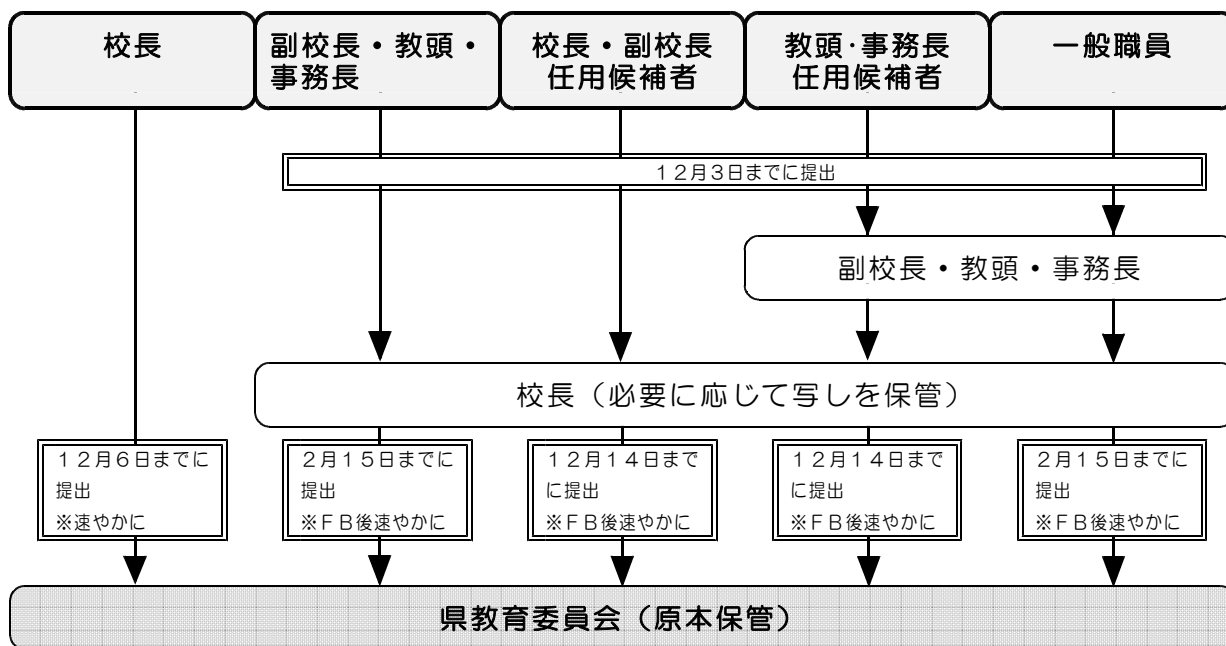 校長
副校長・教頭・
事務長
校長・副校長
任用候補者
教頭・事務長
任用候補者
一般職員
１２月３日までに提出
副校長・教頭・事務長
校長（必要に応じて写しを保管）
１２月６日までに
提出
※速やかに
２月１５日までに
提出
※ＦＢ後速やかに
１２月１４日まで
に提出
※ＦＢ後速やかに
１２月１４日まで
に提出
※ＦＢ後速やかに
２月１５日までに
提出
※ＦＢ後速やかに
県教育委員会（原本保管）